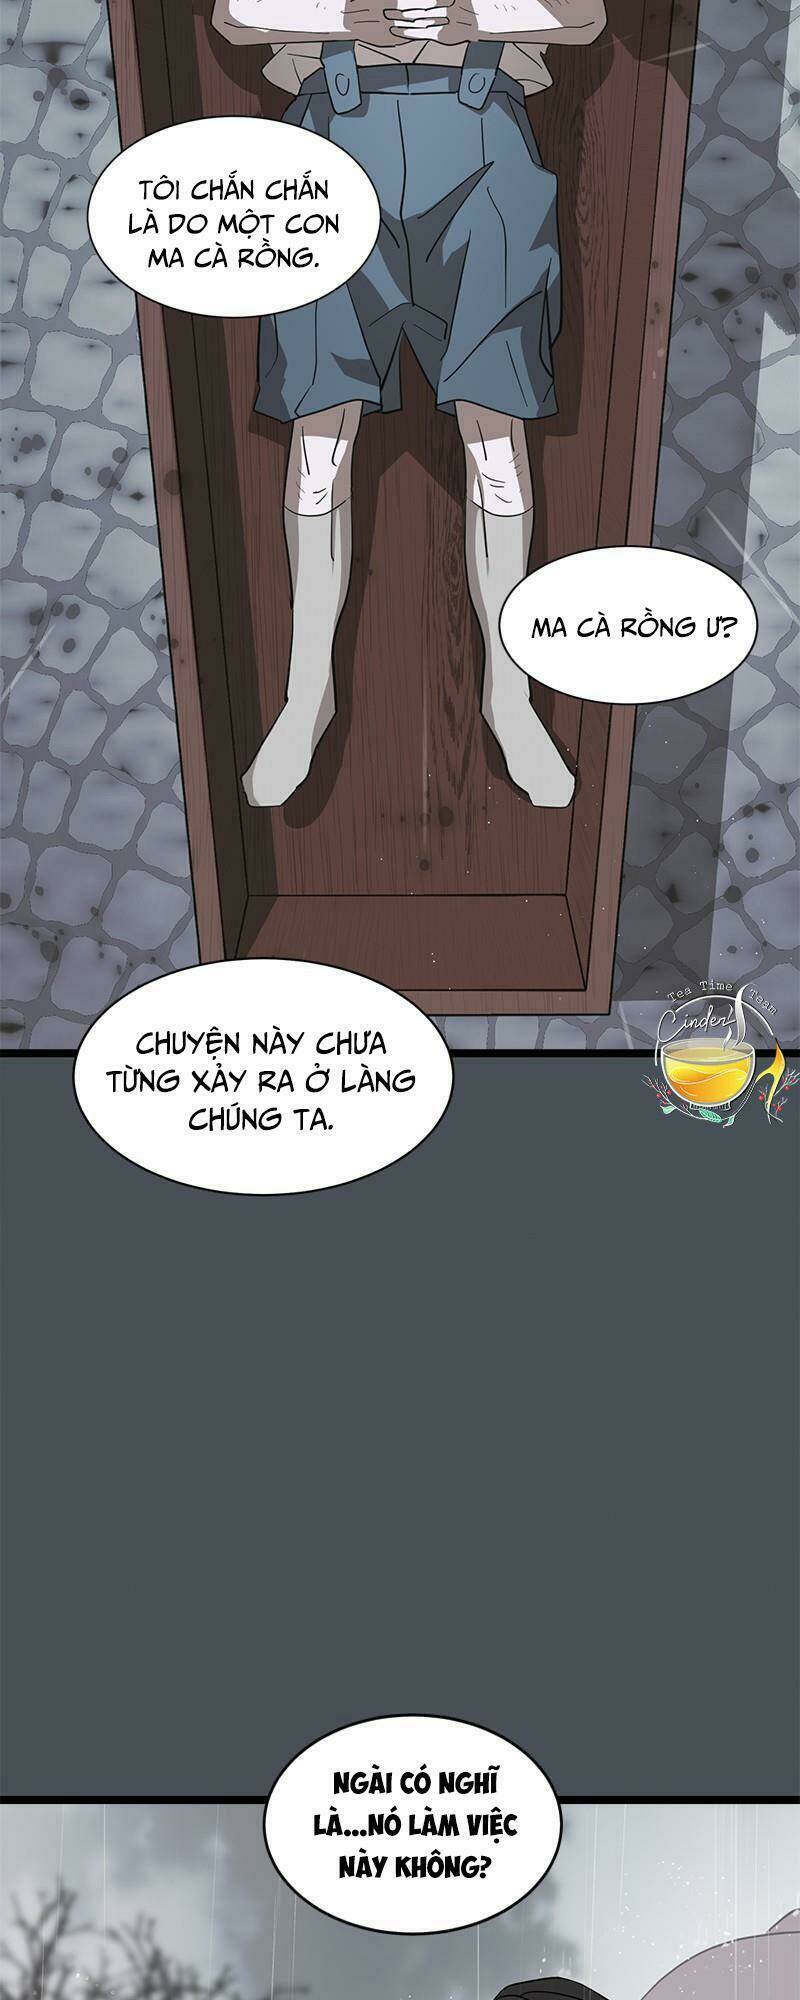 TÔI CHẮN CHẮN
LÀ DO MỘT CON
MA CÀ RỒNG.
MA CÀ RỒNG Ư?
Tea Time Team
Cinder
CHUYỆN NÀY CHƯA
TỪNG XẢY RA Ở LÀNG
CHÚNG TA.
NGÀI CÓ NGHĨ
LÀ...NÓ LÀM VIỆC
NÀY KHÔNG?